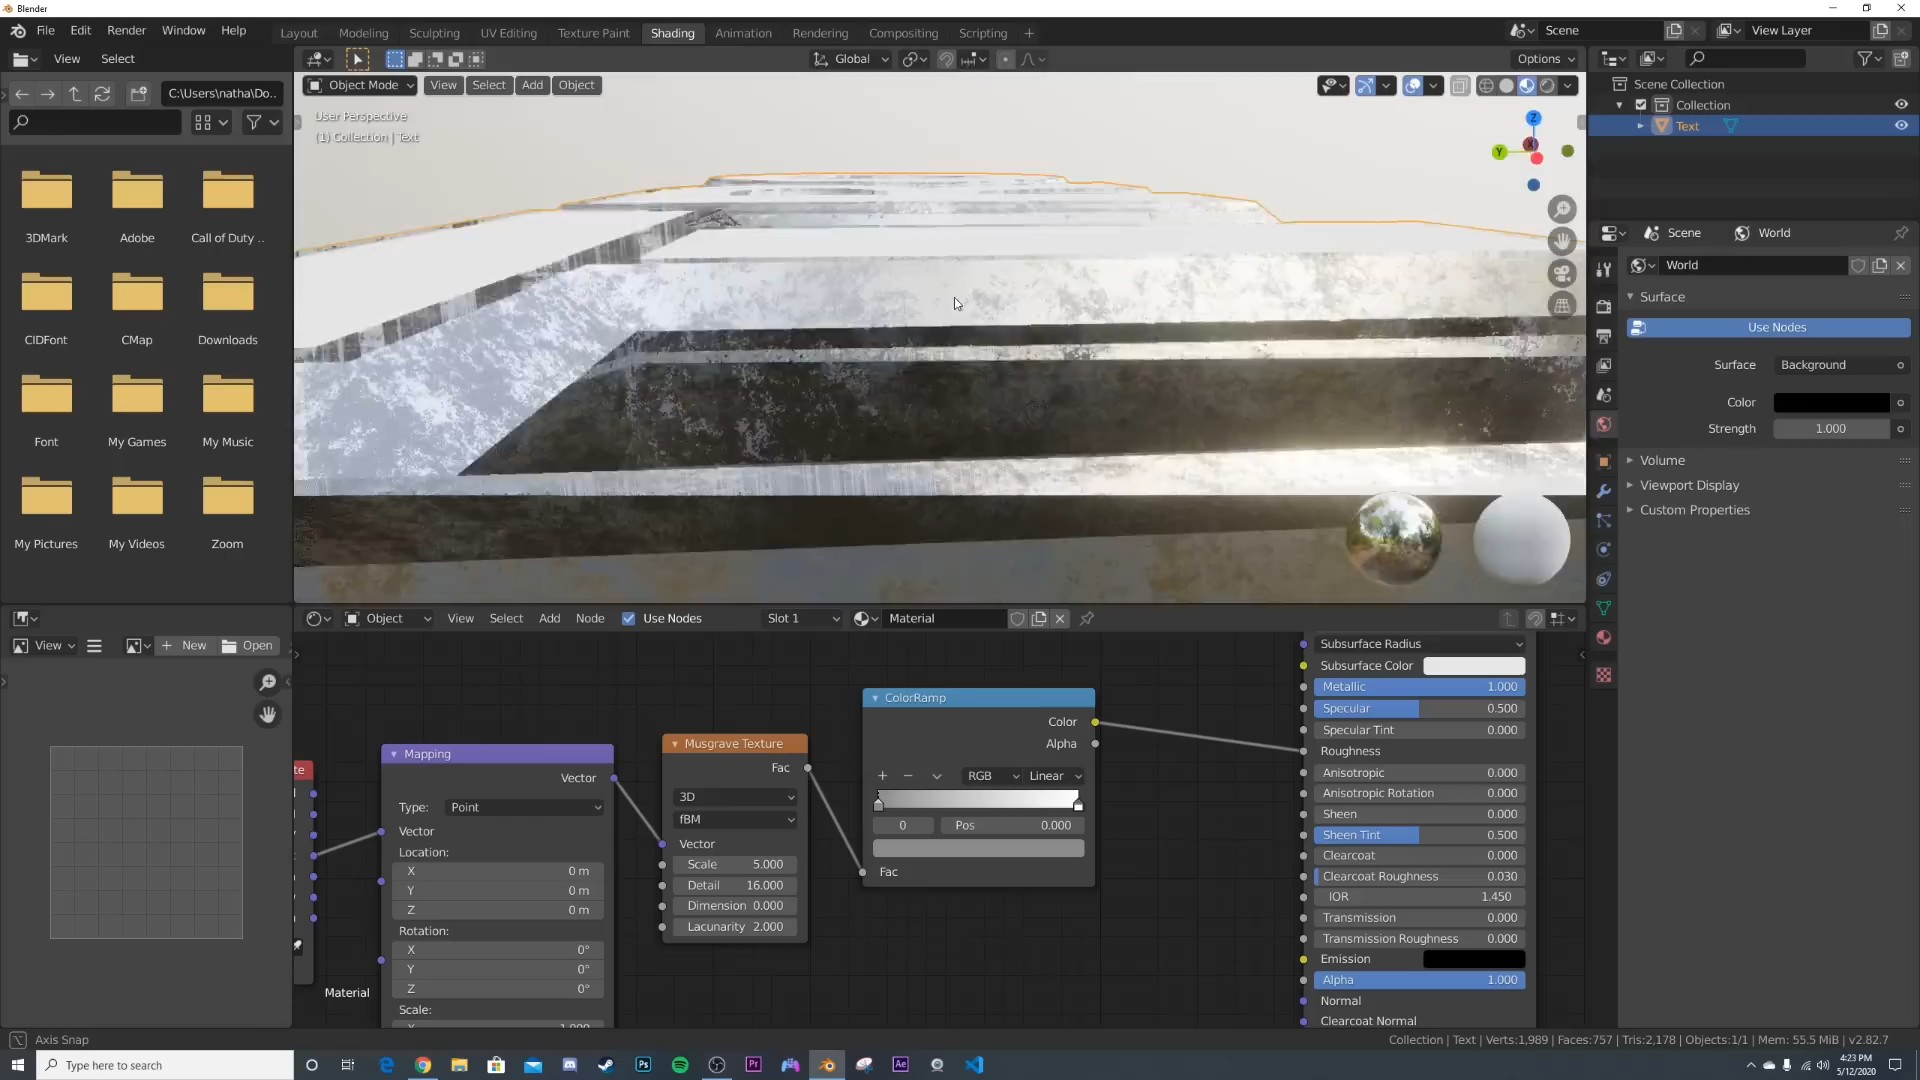 Blender
File Edit Render Window Help
Layout Modeling Sculpting UV Editing Texture Paint Shading Animation Rendering Compositing Scripting +
Scene
View Layer
View Select
Global
Options
C:\Users\natha\Do..
Object Mode View Select Add Object
User Perspective
(1) Collection | Text
Z
Y
X
Scene Collection
Collection
Text
3DMark Adobe Call of Duty ..
CIDFont CMap Downloads
Font My Games My Music
My Pictures My Videos Zoom
Scene World
World
Surface
Use Nodes
Surface Background
Color
Strength 1.000
Volume
Viewport Display
Custom Properties
View New Open
Object View Select Add Node Use Nodes Slot 1 Material
te
Mapping
Vector
Type: Point
Vector
Location:
X 0 m
Y 0 m
Z 0 m
Rotation:
X 0°
Y 0°
Z 0°
Scale:
X 1.000
Material
Musgrave Texture
Fac
3D
fBM
Vector
Scale 5.000
Detail 16.000
Dimension 0.000
Lacunarity 2.000
ColorRamp
Color
Alpha
RGB Linear
0 Pos 0.000
Fac
Subsurface Radius
Subsurface Color
Metallic 1.000
Specular 0.500
Specular Tint 0.000
Roughness
Anisotropic 0.000
Anisotropic Rotation 0.000
Sheen 0.000
Sheen Tint 0.500
Clearcoat 0.000
Clearcoat Roughness 0.030
IOR 1.450
Transmission 0.000
Transmission Roughness 0.000
Emission
Alpha 1.000
Normal
Clearcoat Normal
Axis Snap
Collection | Text | Verts:1,989 | Faces:757 | Tris:2,178 | Objects:1/1 | Mem: 55.5 MiB | v2.82.7
Type here to search
Ps
Pr
Ae
4:23 PM
5/12/2020